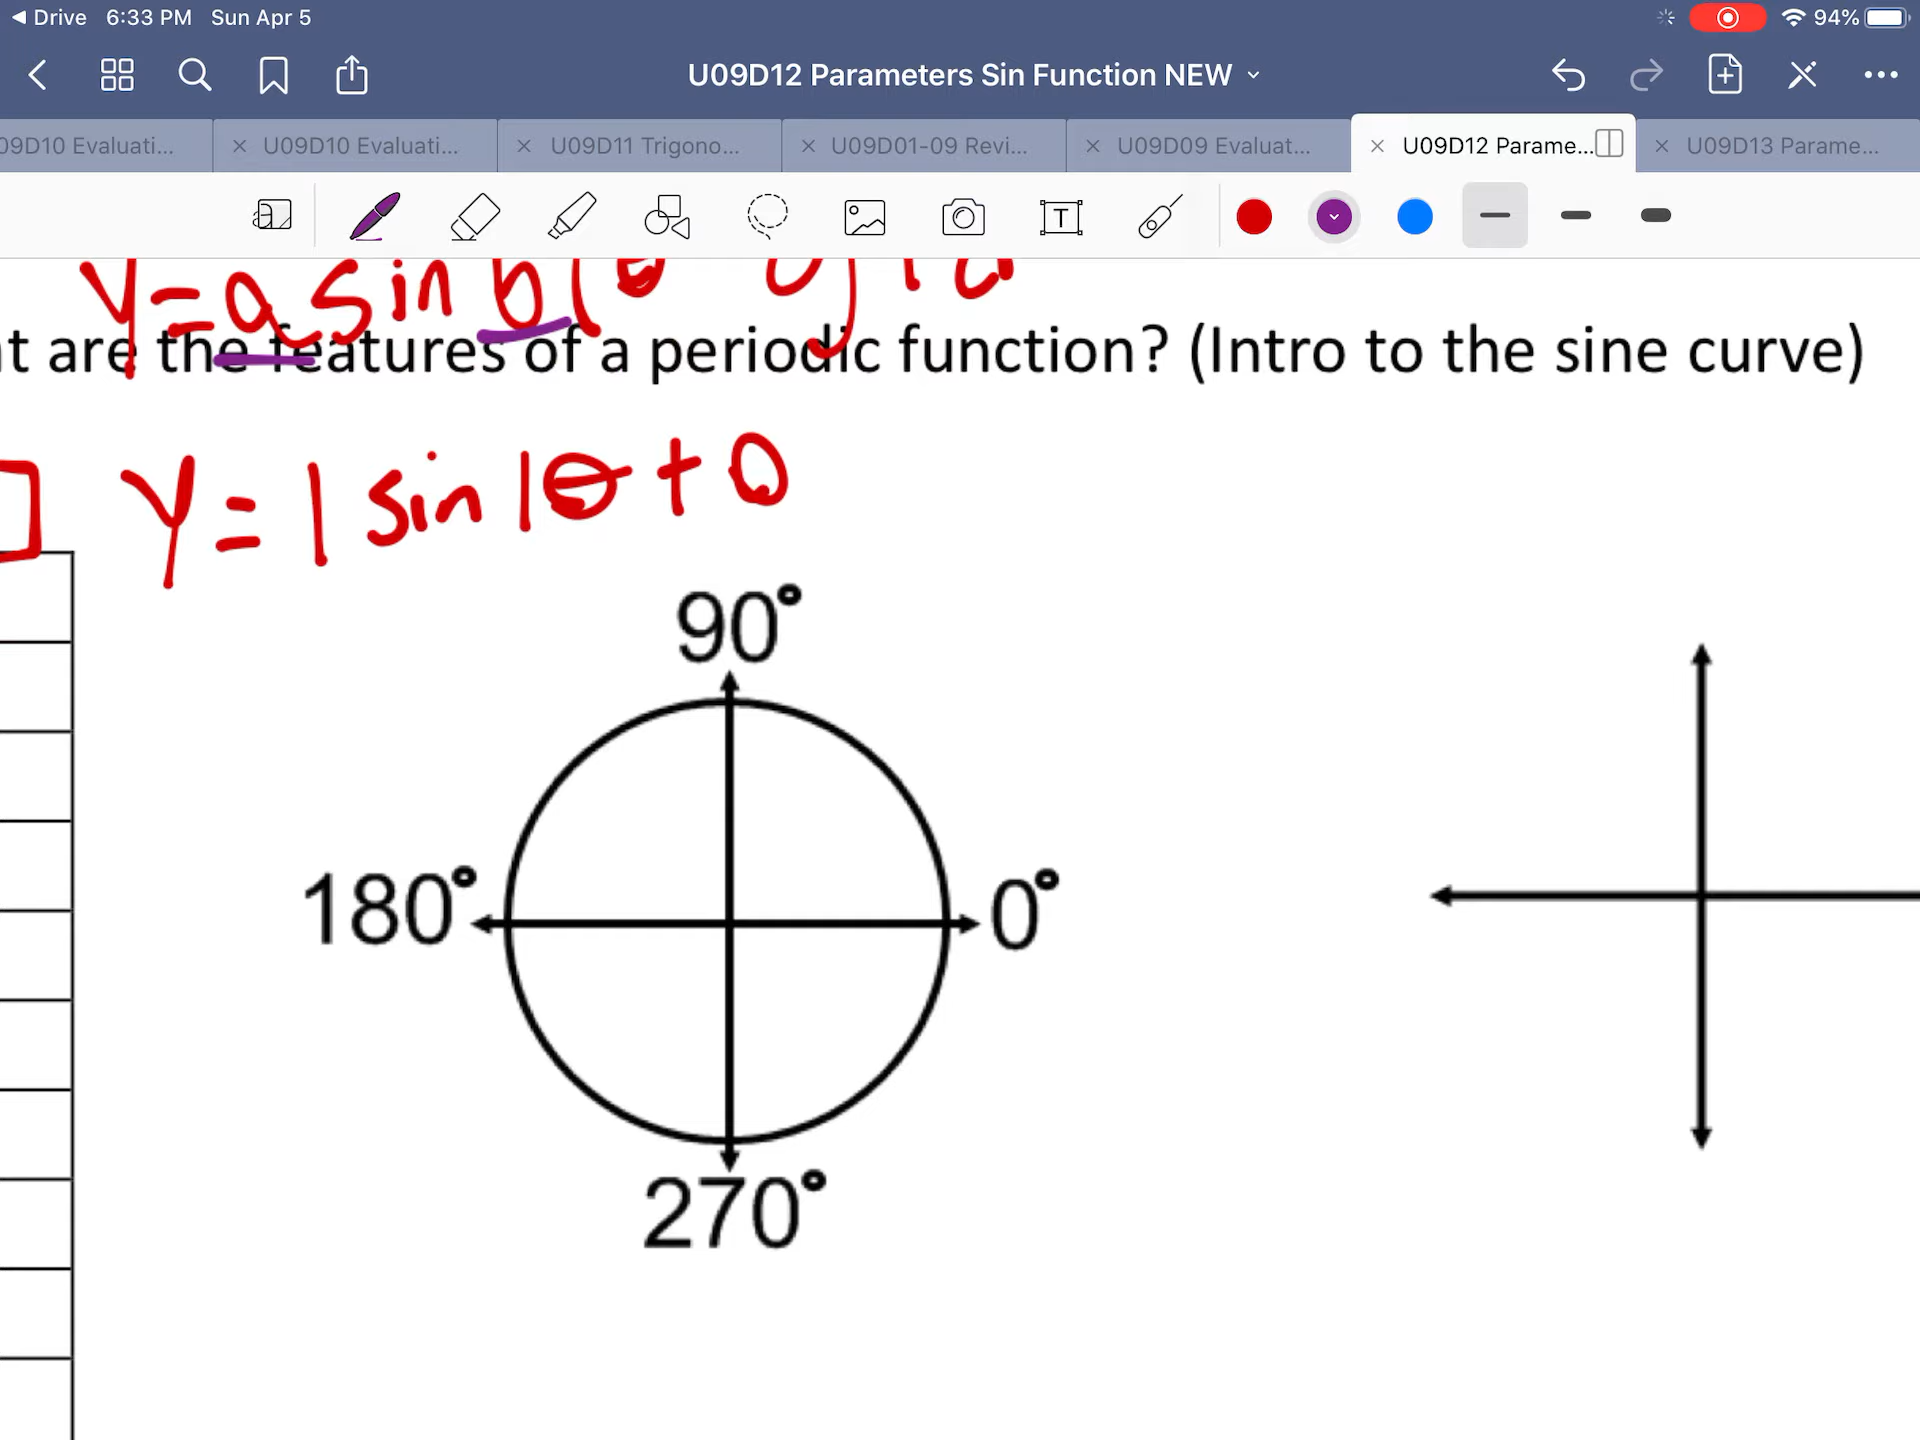 Drive 6:33 PM Sun Apr 5 94%
U09D12 Parameters Sin Function NEW
09D10 Evaluati... U09D10 Evaluati... U09D11 Trigono... U09D01-09 Revi... U09D09 Evaluat... U09D12 Parame... U09D13 Parame...
a T
y=a sin b(θ
t are the features of a periodic function? (Intro to the sine curve)
y = 1 sin 1θ + 0
90°
180° 0°
270°